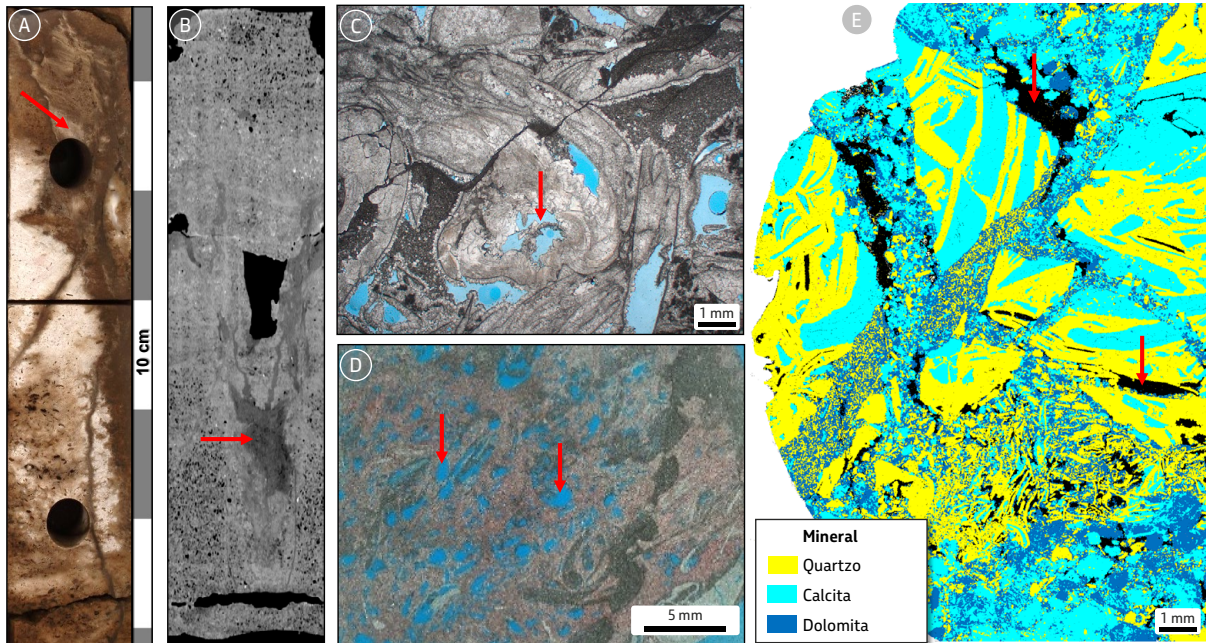 A
B
C
E
10 cm
1 mm
D
5 mm
Mineral
Quartzo
Calcita
Dolomita
1 mm